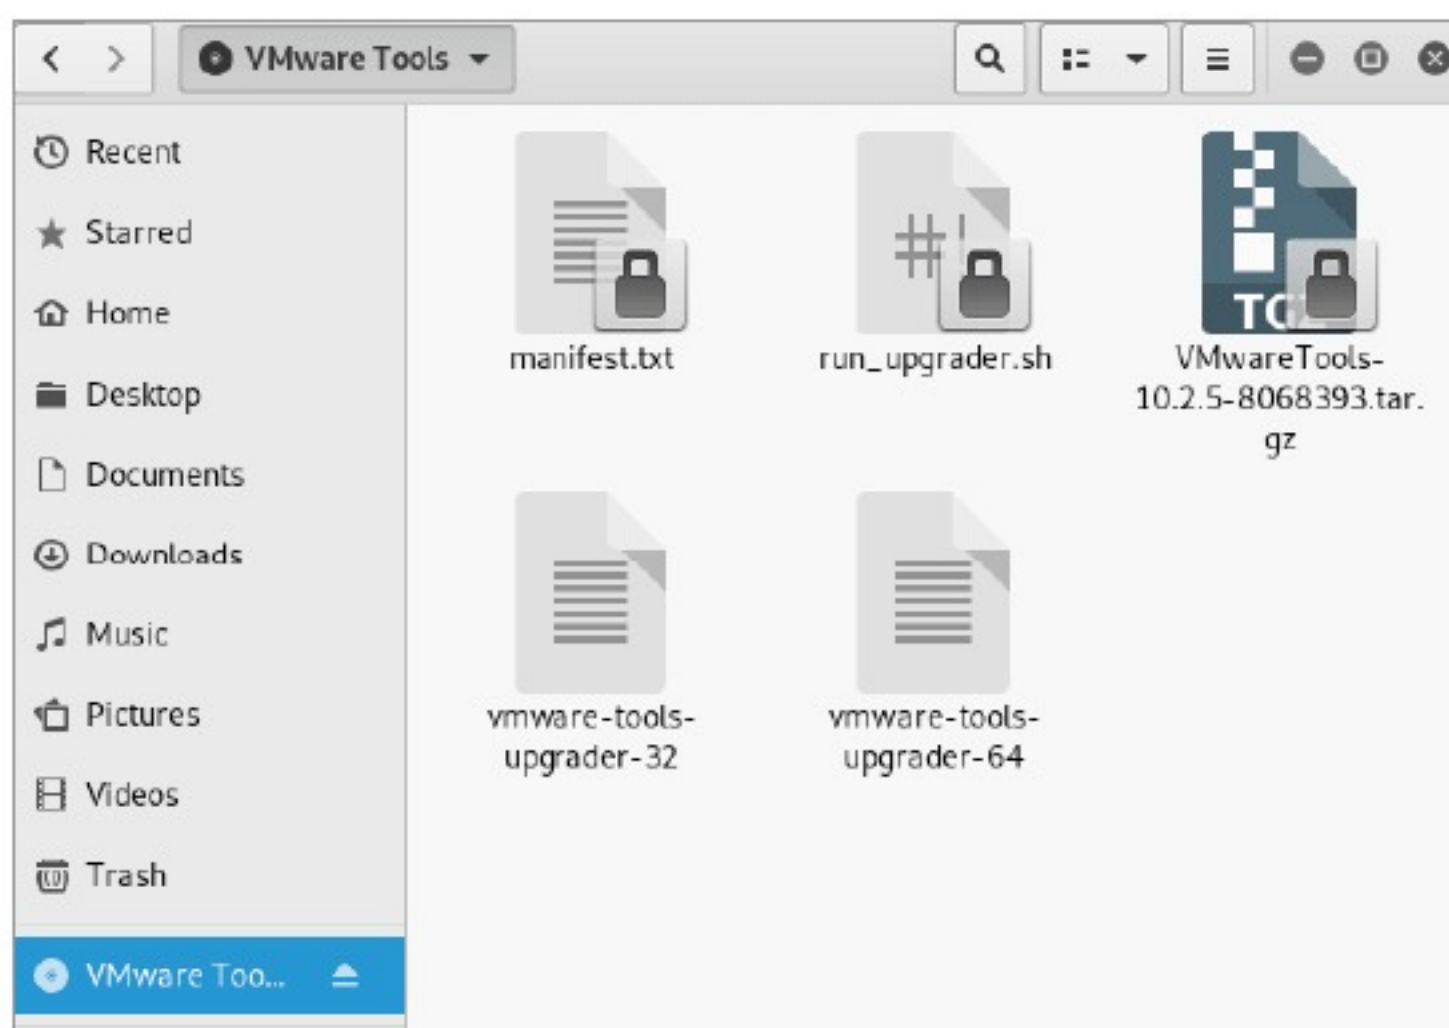 VMware Tools
Recent
Starred
Home
Desktop
Documents
Downloads
Music
Pictures
Videos
Trash
VMware Too...
manifest.txt
run_upgrader.sh
TGZ
VMwareTools-
10.2.5-8068393.tar.
gz
vmware-tools-
upgrader-32
vmware-tools-
upgrader-64